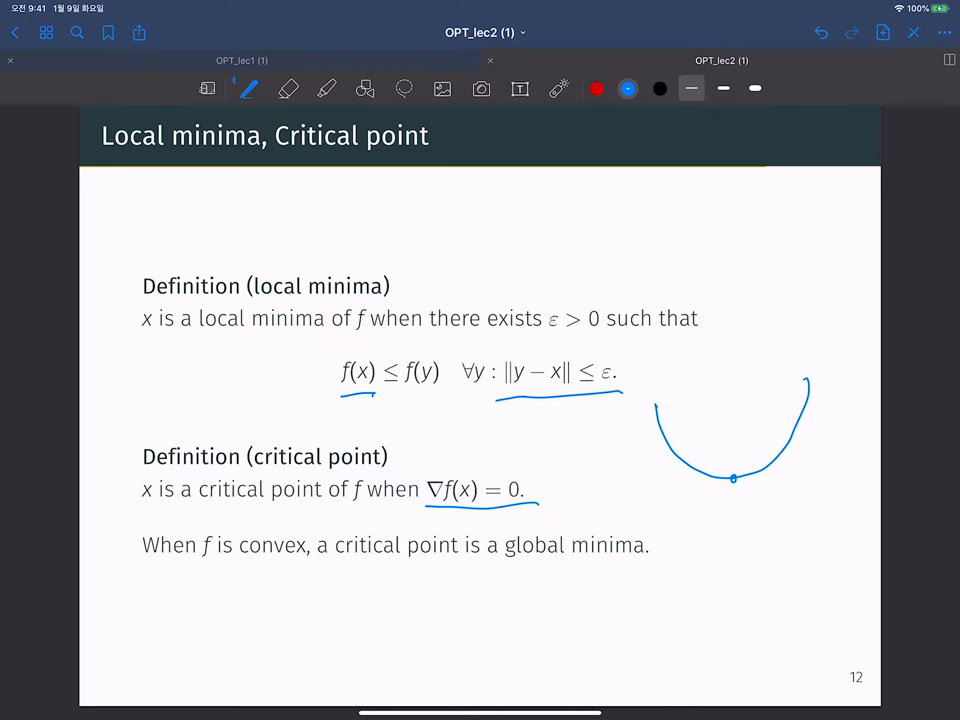 오전 9:41 1월 9일 화요일
100%
OPT_lec2 (1)
OPT_lec1 (1)
OPT_lec2 (1)
T
Local minima, Critical point
Definition (local minima)
x is a local minima of f when there exists ε > 0 such that
f(x) ≤ f(y) ∀y : ‖y − x‖ ≤ ε.
Definition (critical point)
x is a critical point of f when ∇f(x) = 0.
When f is convex, a critical point is a global minima.
12